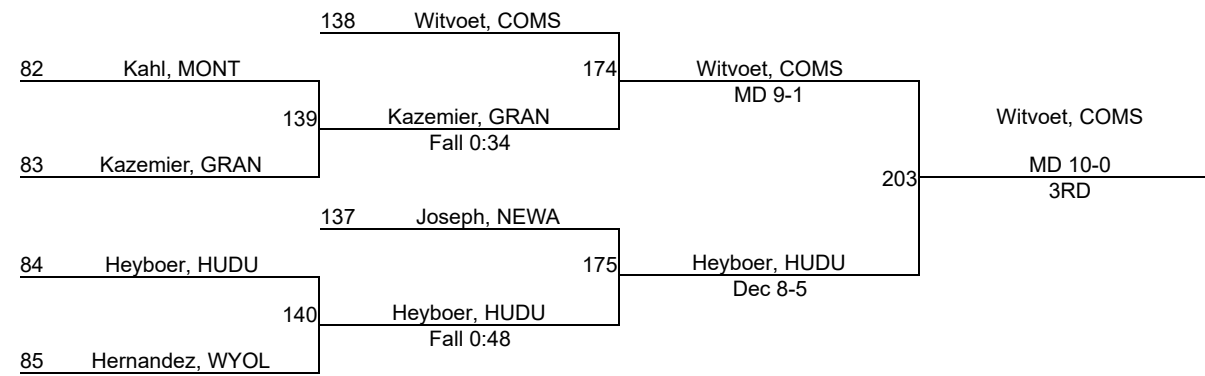 138 Witvoet, COMS
82 Kahl, MONT
174
Witvoet, COMS
MD 9-1
139
Kazemier, GRAN
Fall 0:34
Witvoet, COMS
83 Kazemier, GRAN
203
MD 10-0
3RD
137 Joseph, NEWA
84 Heyboer, HUDU
175
Heyboer, HUDU
Dec 8-5
140
Heyboer, HUDU
Fall 0:48
85 Hernandez, WYOL